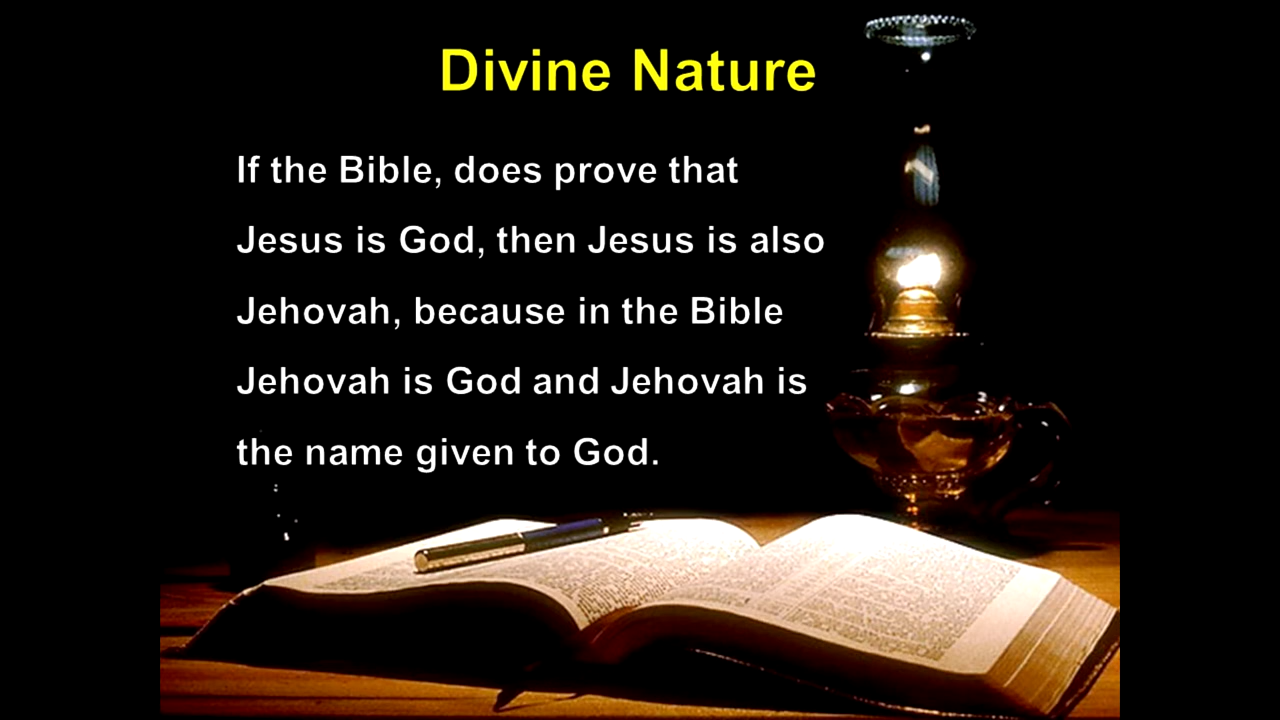 Divine Nature
If the Bible, does prove that
Jesus is God, then Jesus is also
Jehovah, because in the Bible
Jehovah is God and Jehovah is
the name given to God.